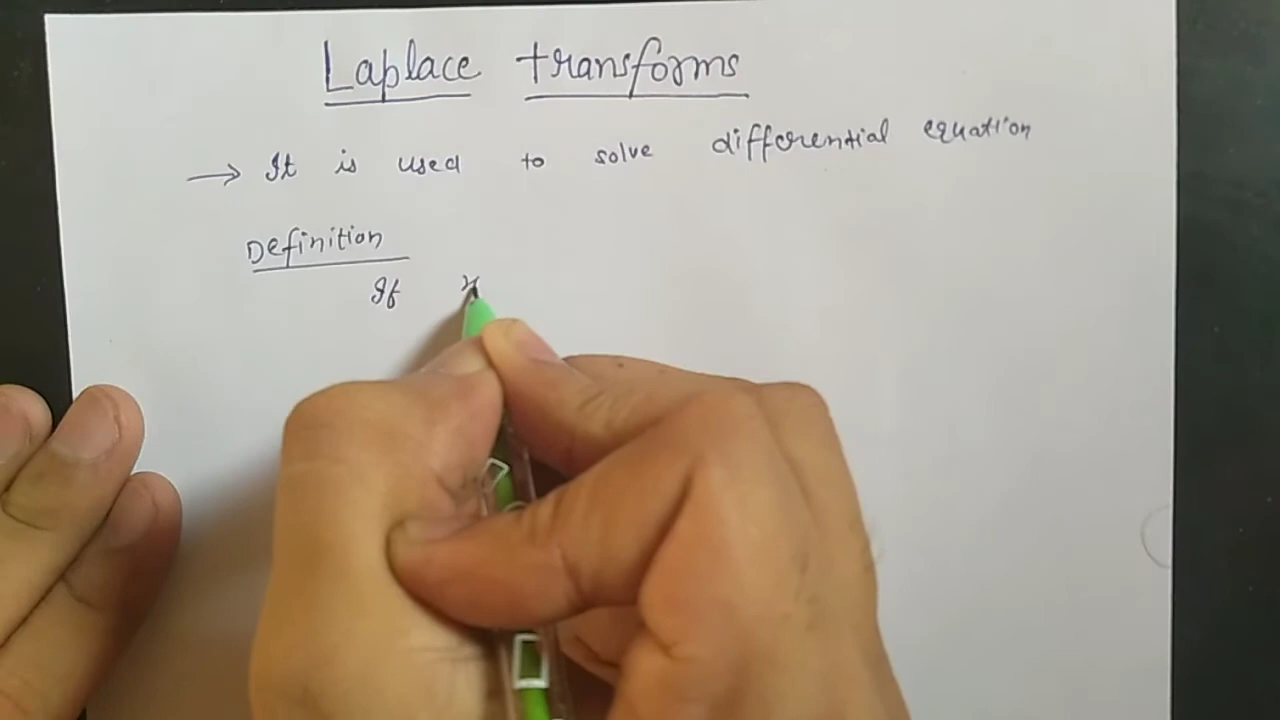 Laplace transforms
→ It is used to solve differential equation
Definition
If